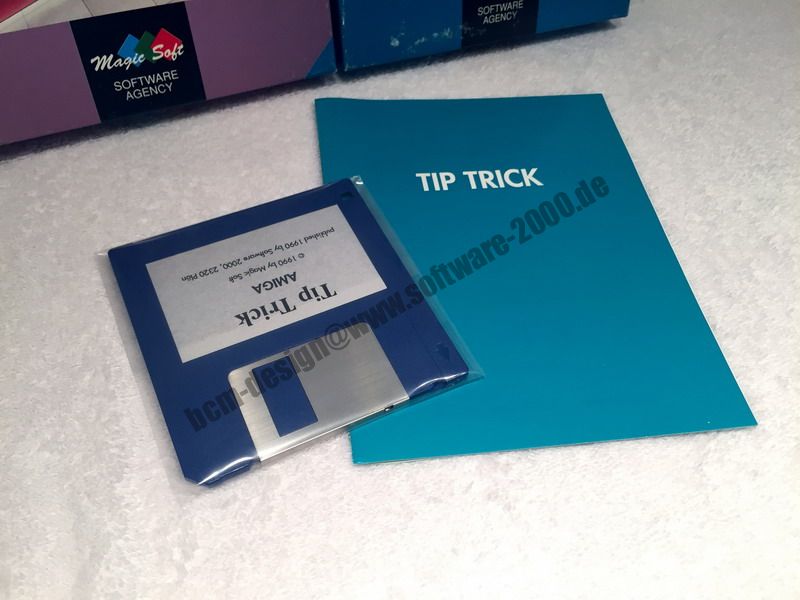 Magic Soft
SOFTWARE
AGENCY
SOFTWARE
AGENCY
TIP TRICK
Tip Trick
AMIGA
© 1990 by Magic Soft
published 1990 by Software 2000, 2320 Plön
bcm-design@www.software-2000.de